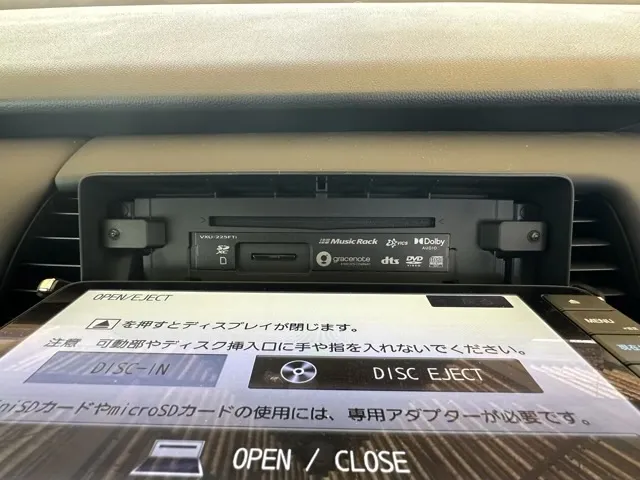 VXU-225FTi
Music Rack
VICS
Dolby
AUDIO
SD
XC
gracenote
dts
DVD
VIDEO
OPEN/EJECT
を押すとディスプレイが閉じます。
注意 可動部やディスク挿入口に手や指を入れないでください。
DISC-IN
DISC EJECT
niSDカードやmicroSDカードの使用には、専用アダプターが必要です。
OPEN / CLOSE
MENU